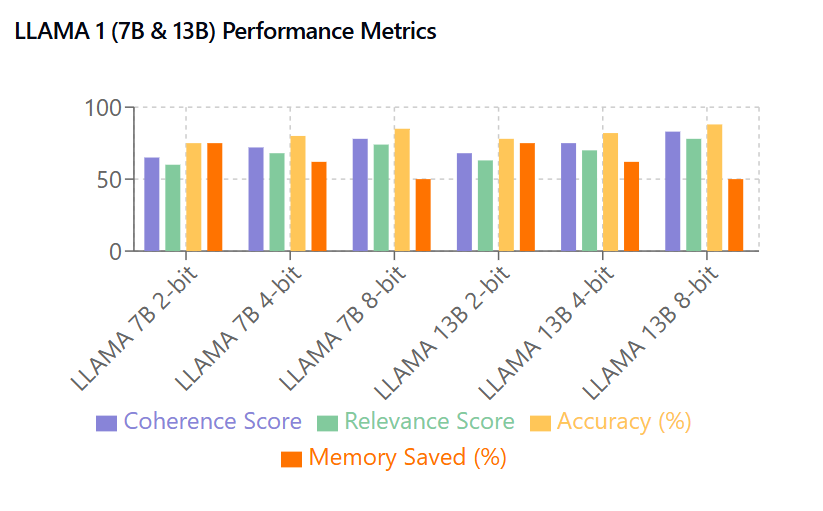 LLAMA 1 (7B & 13B) Performance Metrics
100
50
0
LLAMA 7B 2-bit
LLAMA 7B 4-bit
LLAMA 7B 8-bit
LLAMA 13B 2-bit
LLAMA 13B 4-bit
LLAMA 13B 8-bit
Coherence Score Relevance Score Accuracy (%)
Memory Saved (%)